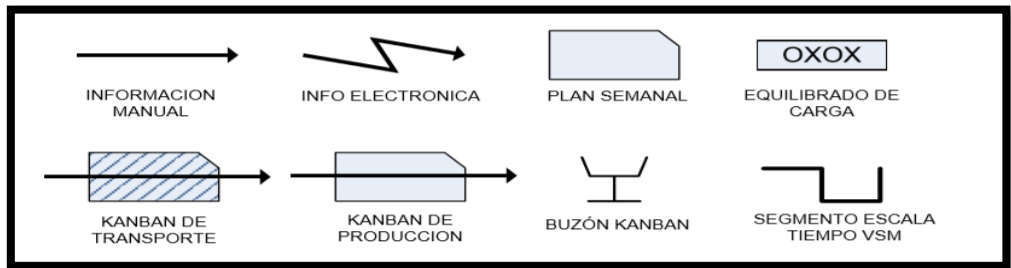 OXOX
INFORMACION
MANUAL
INFO ELECTRONICA
PLAN SEMANAL
EQUILIBRADO DE
CARGA
KANBAN DE
TRANSPORTE
KANBAN DE
PRODUCCION
BUZÓN KANBAN
SEGMENTO ESCALA
TIEMPO VSM